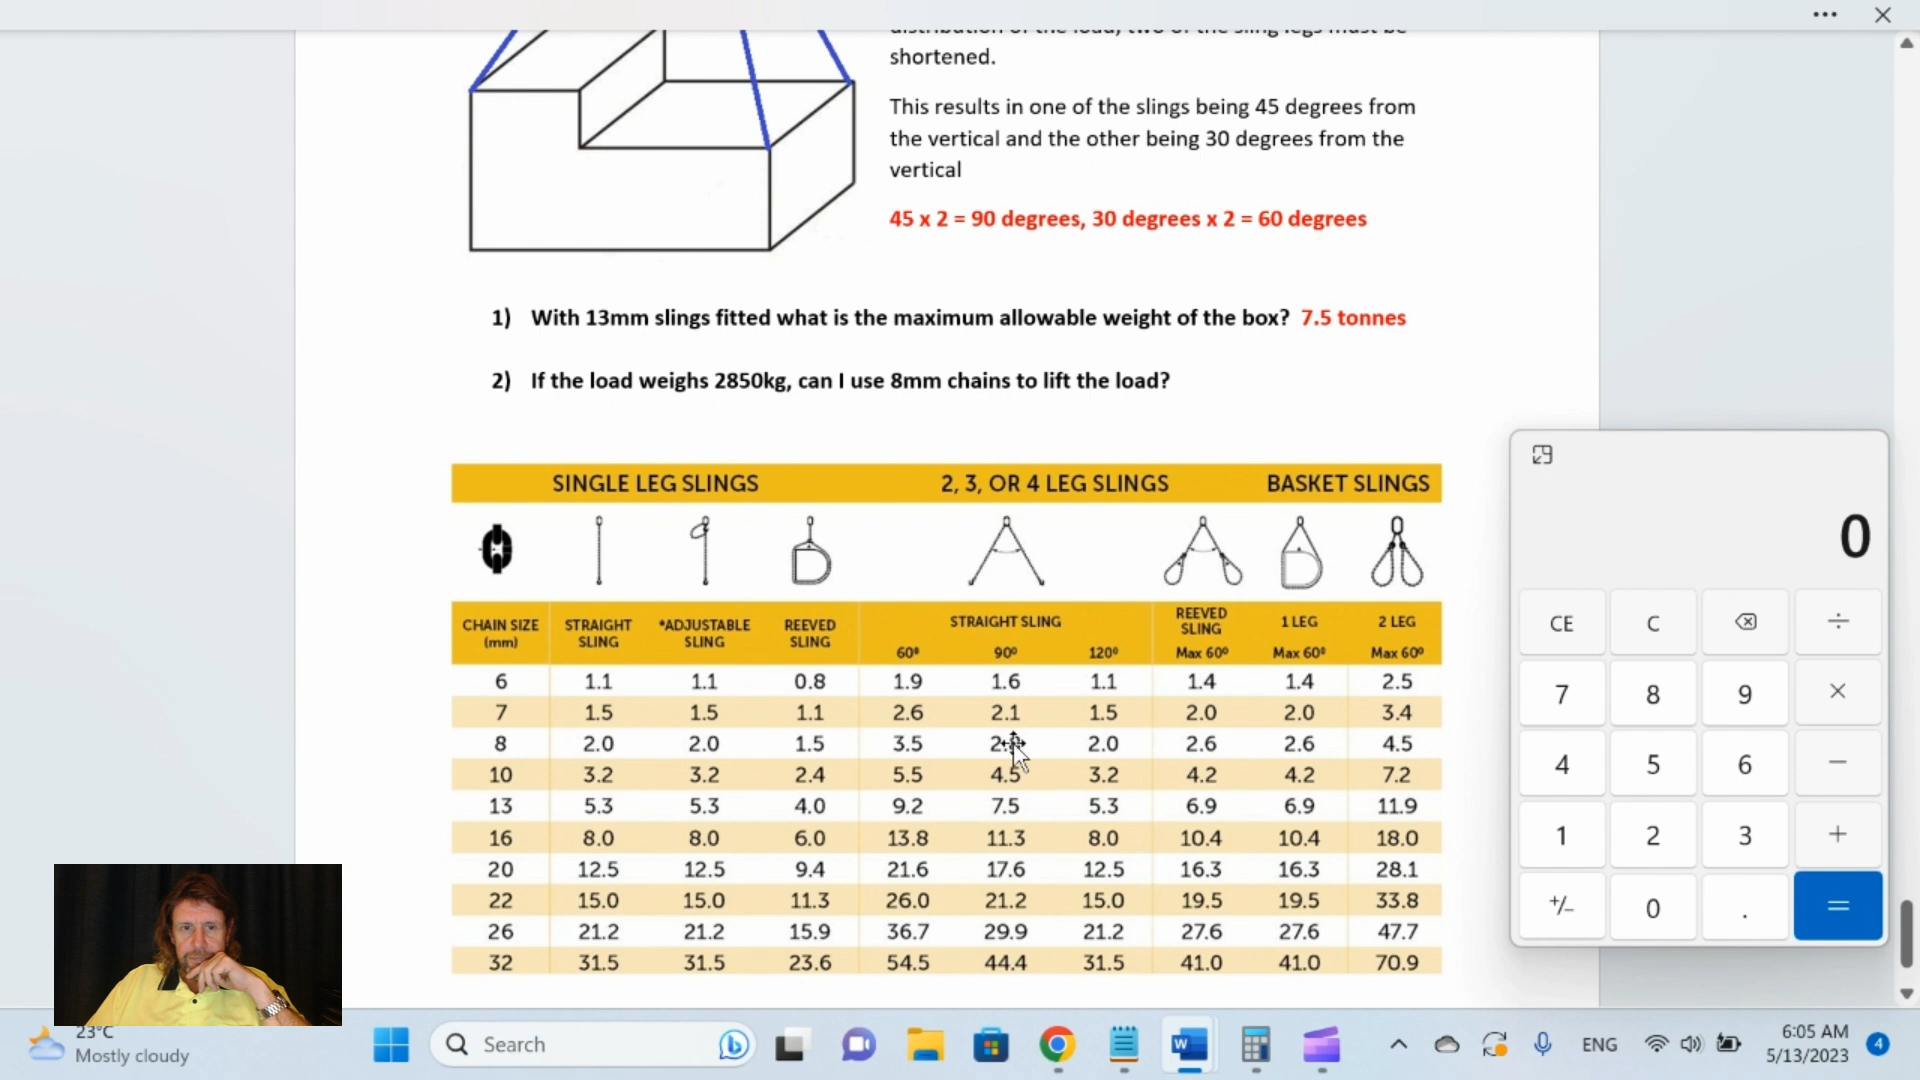 shortened.
This results in one of the slings being 45 degrees from
the vertical and the other being 30 degrees from the
vertical
45 x 2 = 90 degrees, 30 degrees x 2 = 60 degrees
1) With 13mm slings fitted what is the maximum allowable weight of the box? 7.5 tonnes
2) If the load weighs 2850kg, can I use 8mm chains to lift the load?
SINGLE LEG SLINGS 2, 3, OR 4 LEG SLINGS BASKET SLINGS
CHAIN SIZE (mm) STRAIGHT SLING *ADJUSTABLE SLING REEVED SLING STRAIGHT SLING 60º 90º 120º REEVED SLING Max 60º 1 LEG Max 60º 2 LEG Max 60º
6 1.1 1.1 0.8 1.9 1.6 1.1 1.4 1.4 2.5
7 1.5 1.5 1.1 2.6 2.1 1.5 2.0 2.0 3.4
8 2.0 2.0 1.5 3.5 2.0 2.6 2.6 4.5
10 3.2 3.2 2.4 5.5 4.5 3.2 4.2 4.2 7.2
13 5.3 5.3 4.0 9.2 7.5 5.3 6.9 6.9 11.9
16 8.0 8.0 6.0 13.8 11.3 8.0 10.4 10.4 18.0
20 12.5 12.5 9.4 21.6 17.6 12.5 16.3 16.3 28.1
22 15.0 15.0 11.3 26.0 21.2 15.0 19.5 19.5 33.8
26 21.2 21.2 15.9 36.7 29.9 21.2 27.6 27.6 47.7
32 31.5 31.5 23.6 54.5 44.4 31.5 41.0 41.0 70.9
0
CE C ÷
7 8 9 ×
4 5 6 −
1 2 3 +
+/− 0 . =
23°C
Mostly cloudy
Search
W
ENG
6:05 AM
5/13/2023
4